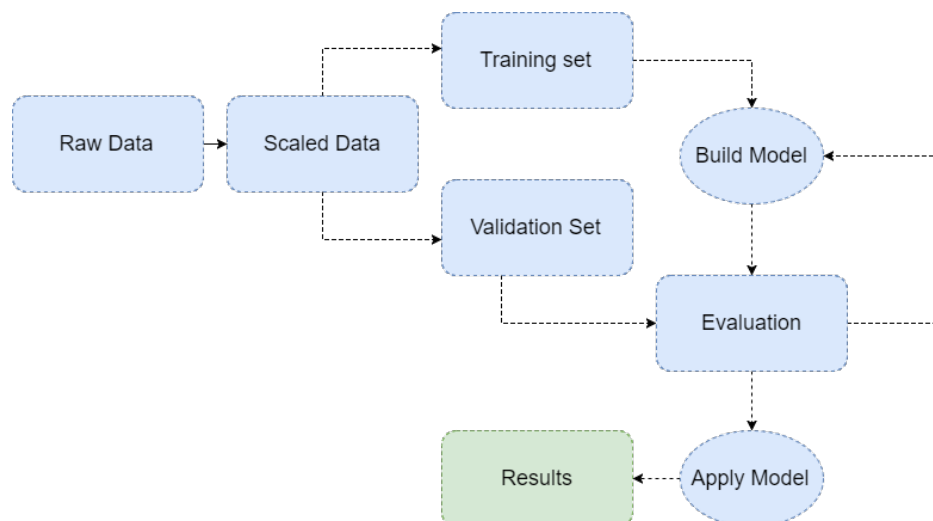 Training set
Raw Data
Scaled Data
Build Model
Validation Set
Evaluation
Results
Apply Model